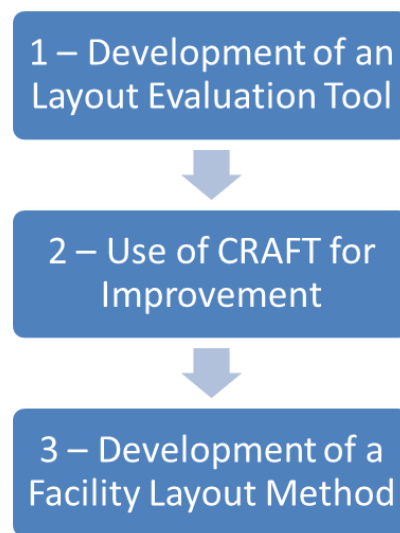 1 – Development of an
Layout Evaluation Tool
2 – Use of CRAFT for
Improvement
3 – Development of a
Facility Layout Method